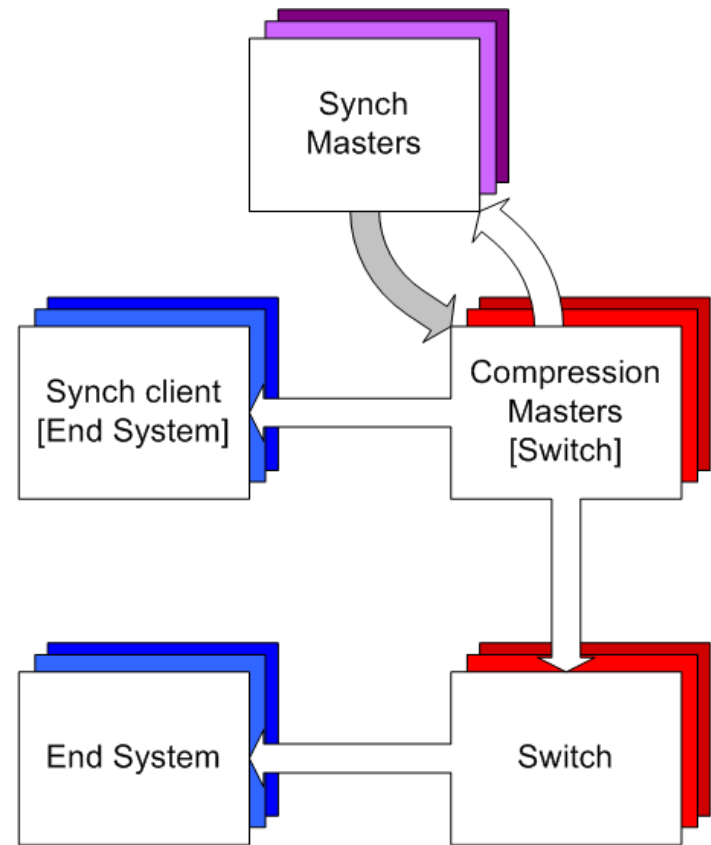 Synch
Masters
Synch client
[End System]
Compression
Masters
[Switch]
End System
Switch